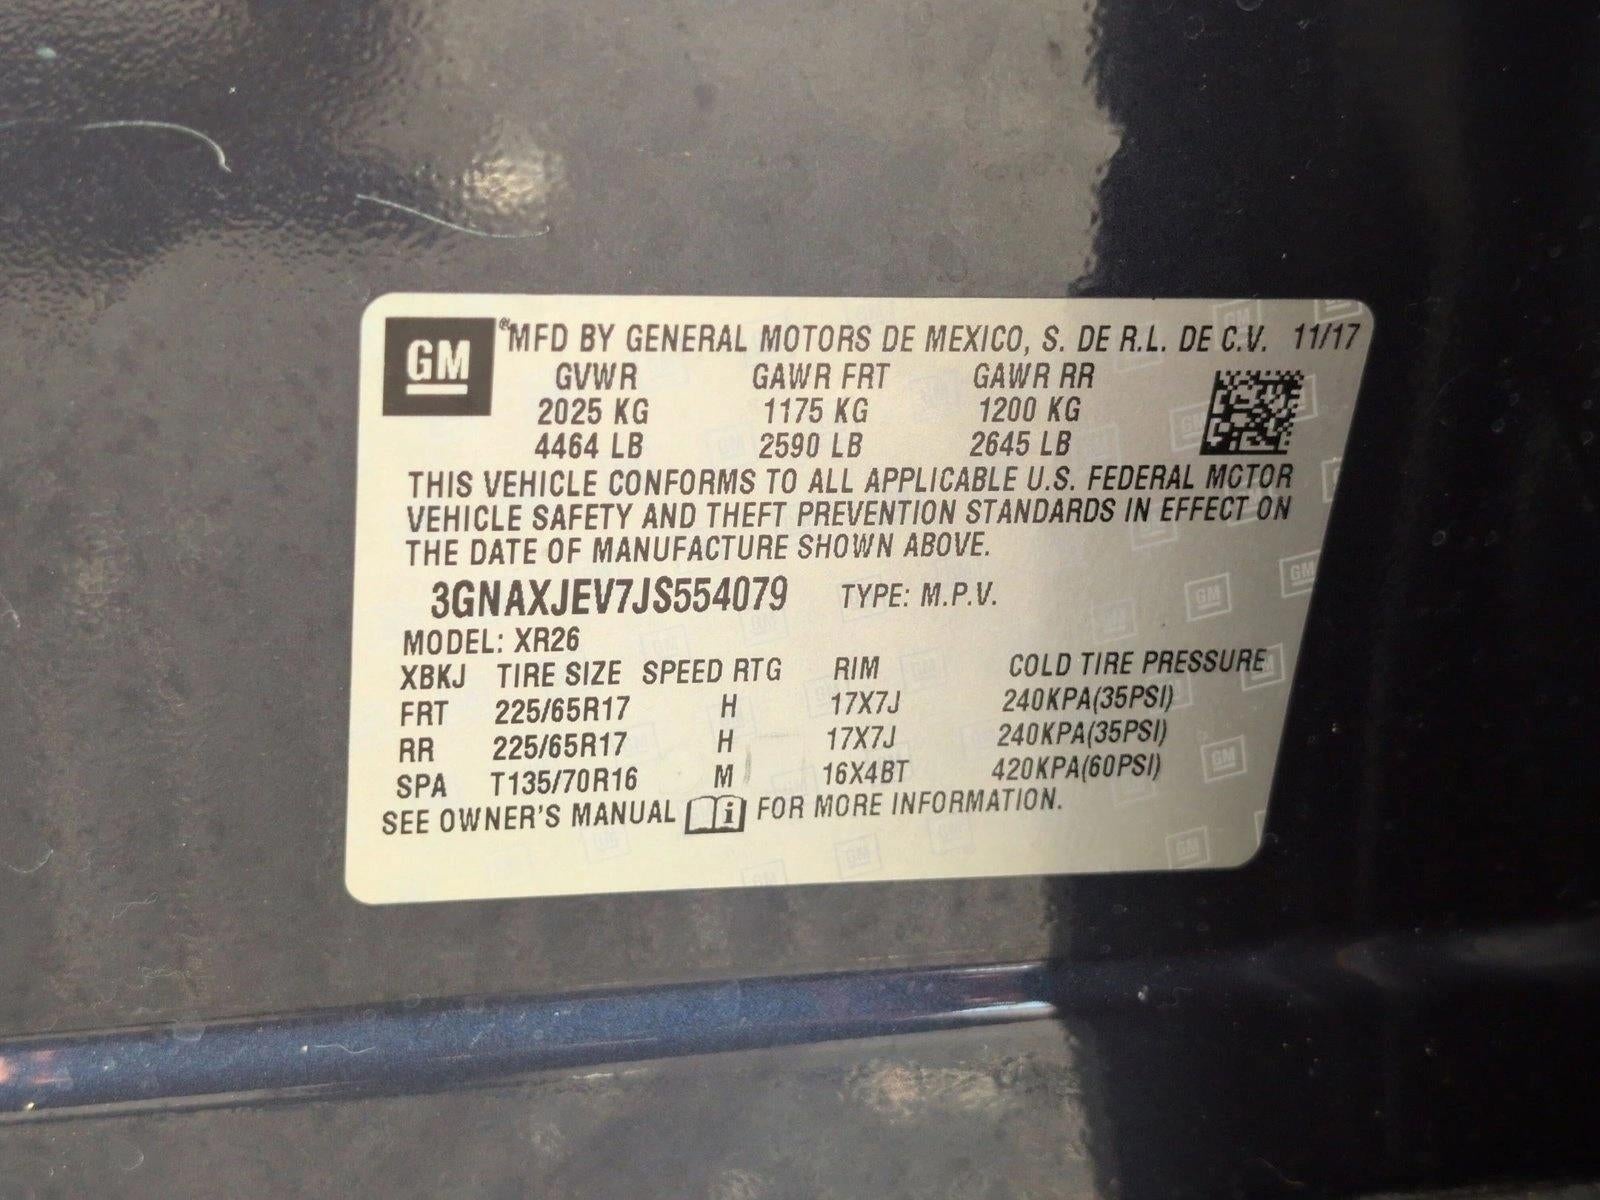 GM
MFD BY GENERAL MOTORS DE MEXICO, S. DE R.L. DE C.V. 11/17
GVWR GAWR FRT GAWR RR
2025 KG 1175 KG 1200 KG
4464 LB 2590 LB 2645 LB
THIS VEHICLE CONFORMS TO ALL APPLICABLE U.S. FEDERAL MOTOR
VEHICLE SAFETY AND THEFT PREVENTION STANDARDS IN EFFECT ON
THE DATE OF MANUFACTURE SHOWN ABOVE.
3GNAXJEV7JS554079 TYPE: M.P.V.
MODEL: XR26
XBKJ TIRE SIZE SPEED RTG RIM COLD TIRE PRESSURE
FRT 225/65R17 H 17X7J 240KPA(35PSI)
RR 225/65R17 H 17X7J 240KPA(35PSI)
SPA T135/70R16 M 16X4BT 420KPA(60PSI)
SEE OWNER'S MANUAL i FOR MORE INFORMATION.